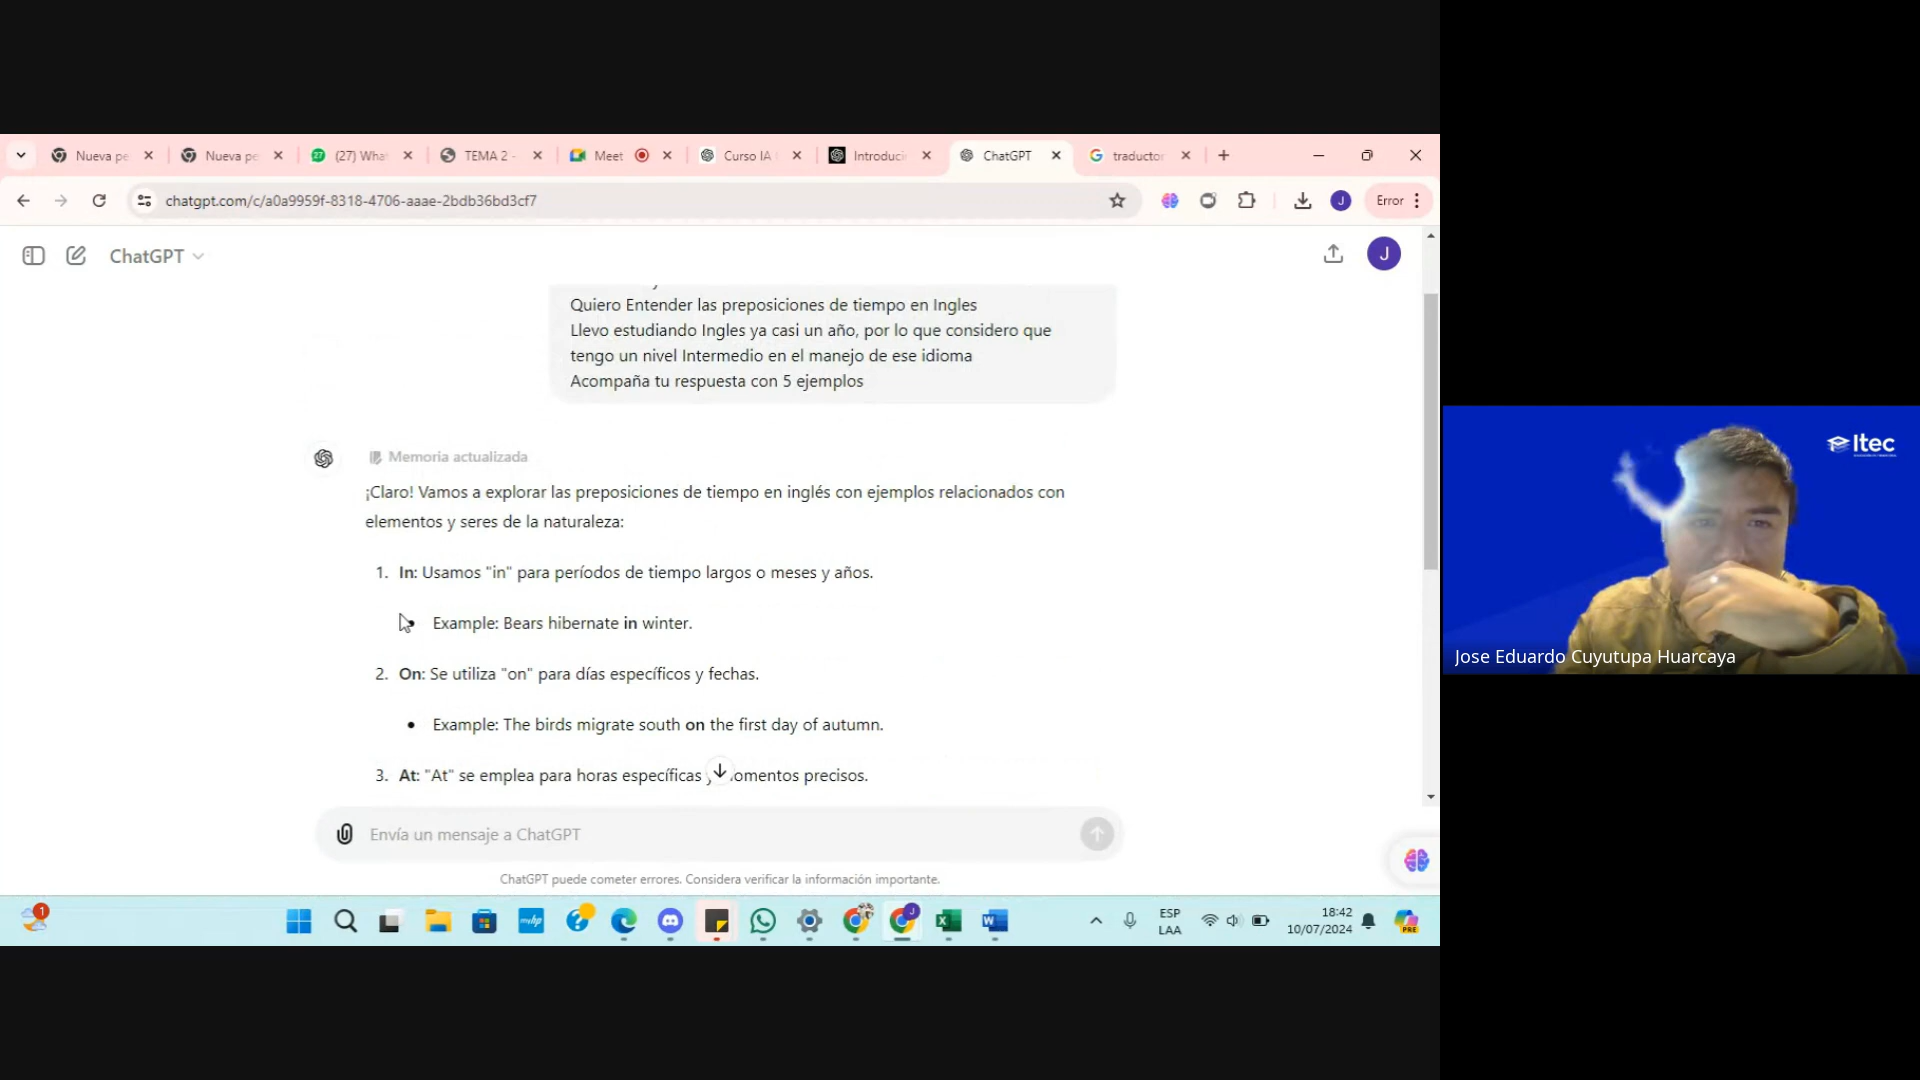 Nueva pe
Nueva pe
(27) What
TEMA 2 -
Meet
Curso IA
Introducc
ChatGPT
traductor
chatgpt.com/c/a0a9959f-8318-4706-aaae-2bdb36bd3cf7
J
Error
ChatGPT
J
Quiero Entender las preposiciones de tiempo en Ingles
Llevo estudiando Ingles ya casi un año, por lo que considero que
tengo un nivel Intermedio en el manejo de ese idioma
Acompaña tu respuesta con 5 ejemplos
Memoria actualizada
¡Claro! Vamos a explorar las preposiciones de tiempo en inglés con ejemplos relacionados con
elementos y seres de la naturaleza:
1. In: Usamos "in" para períodos de tiempo largos o meses y años.
Example: Bears hibernate in winter.
2. On: Se utiliza "on" para días específicos y fechas.
• Example: The birds migrate south on the first day of autumn.
3. At: "At" se emplea para horas específicas y momentos precisos.
Envía un mensaje a ChatGPT
ChatGPT puede cometer errores. Considera verificar la información importante.
1
myhp
ESP
LAA
18:42
10/07/2024
PRE
Itec
Jose Eduardo Cuyutupa Huarcaya